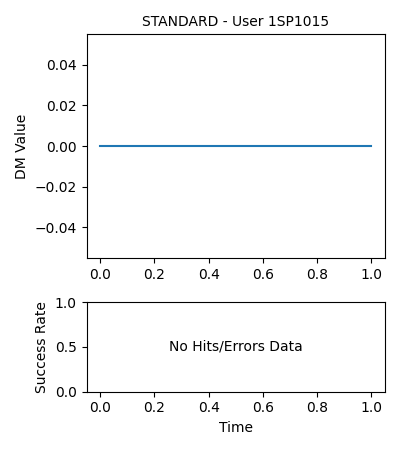 STANDARD - User 1SP1015
DM Value
0.04
0.02
0.00
−0.02
−0.04
0.0 0.2 0.4 0.6 0.8 1.0
Success Rate
1.0
0.5
0.0
No Hits/Errors Data
0.0 0.2 0.4 0.6 0.8 1.0
Time